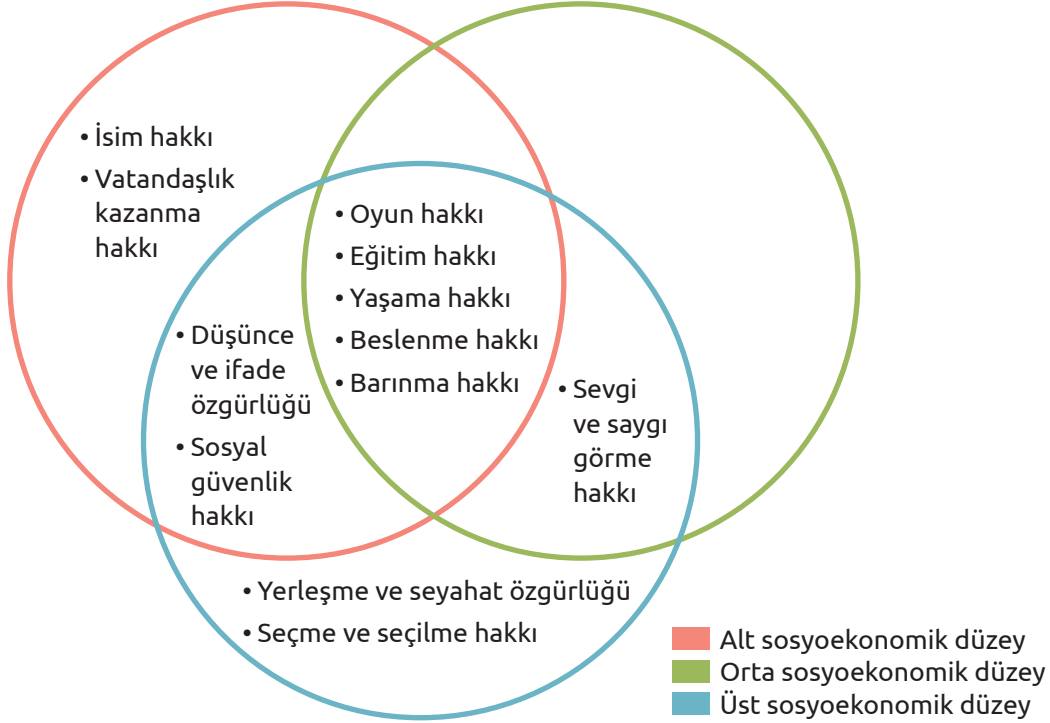 • İsim hakkı
• Vatandaşlık
kazanma
hakkı
• Oyun hakkı
• Eğitim hakkı
• Yaşama hakkı
• Beslenme hakkı
• Barınma hakkı
• Düşünce
ve ifade
özgürlüğü
• Sosyal
güvenlik
hakkı
• Sevgi
ve saygı
görme
hakkı
• Yerleşme ve seyahat özgürlüğü
• Seçme ve seçilme hakkı
Alt sosyoekonomik düzey
Orta sosyoekonomik düzey
Üst sosyoekonomik düzey